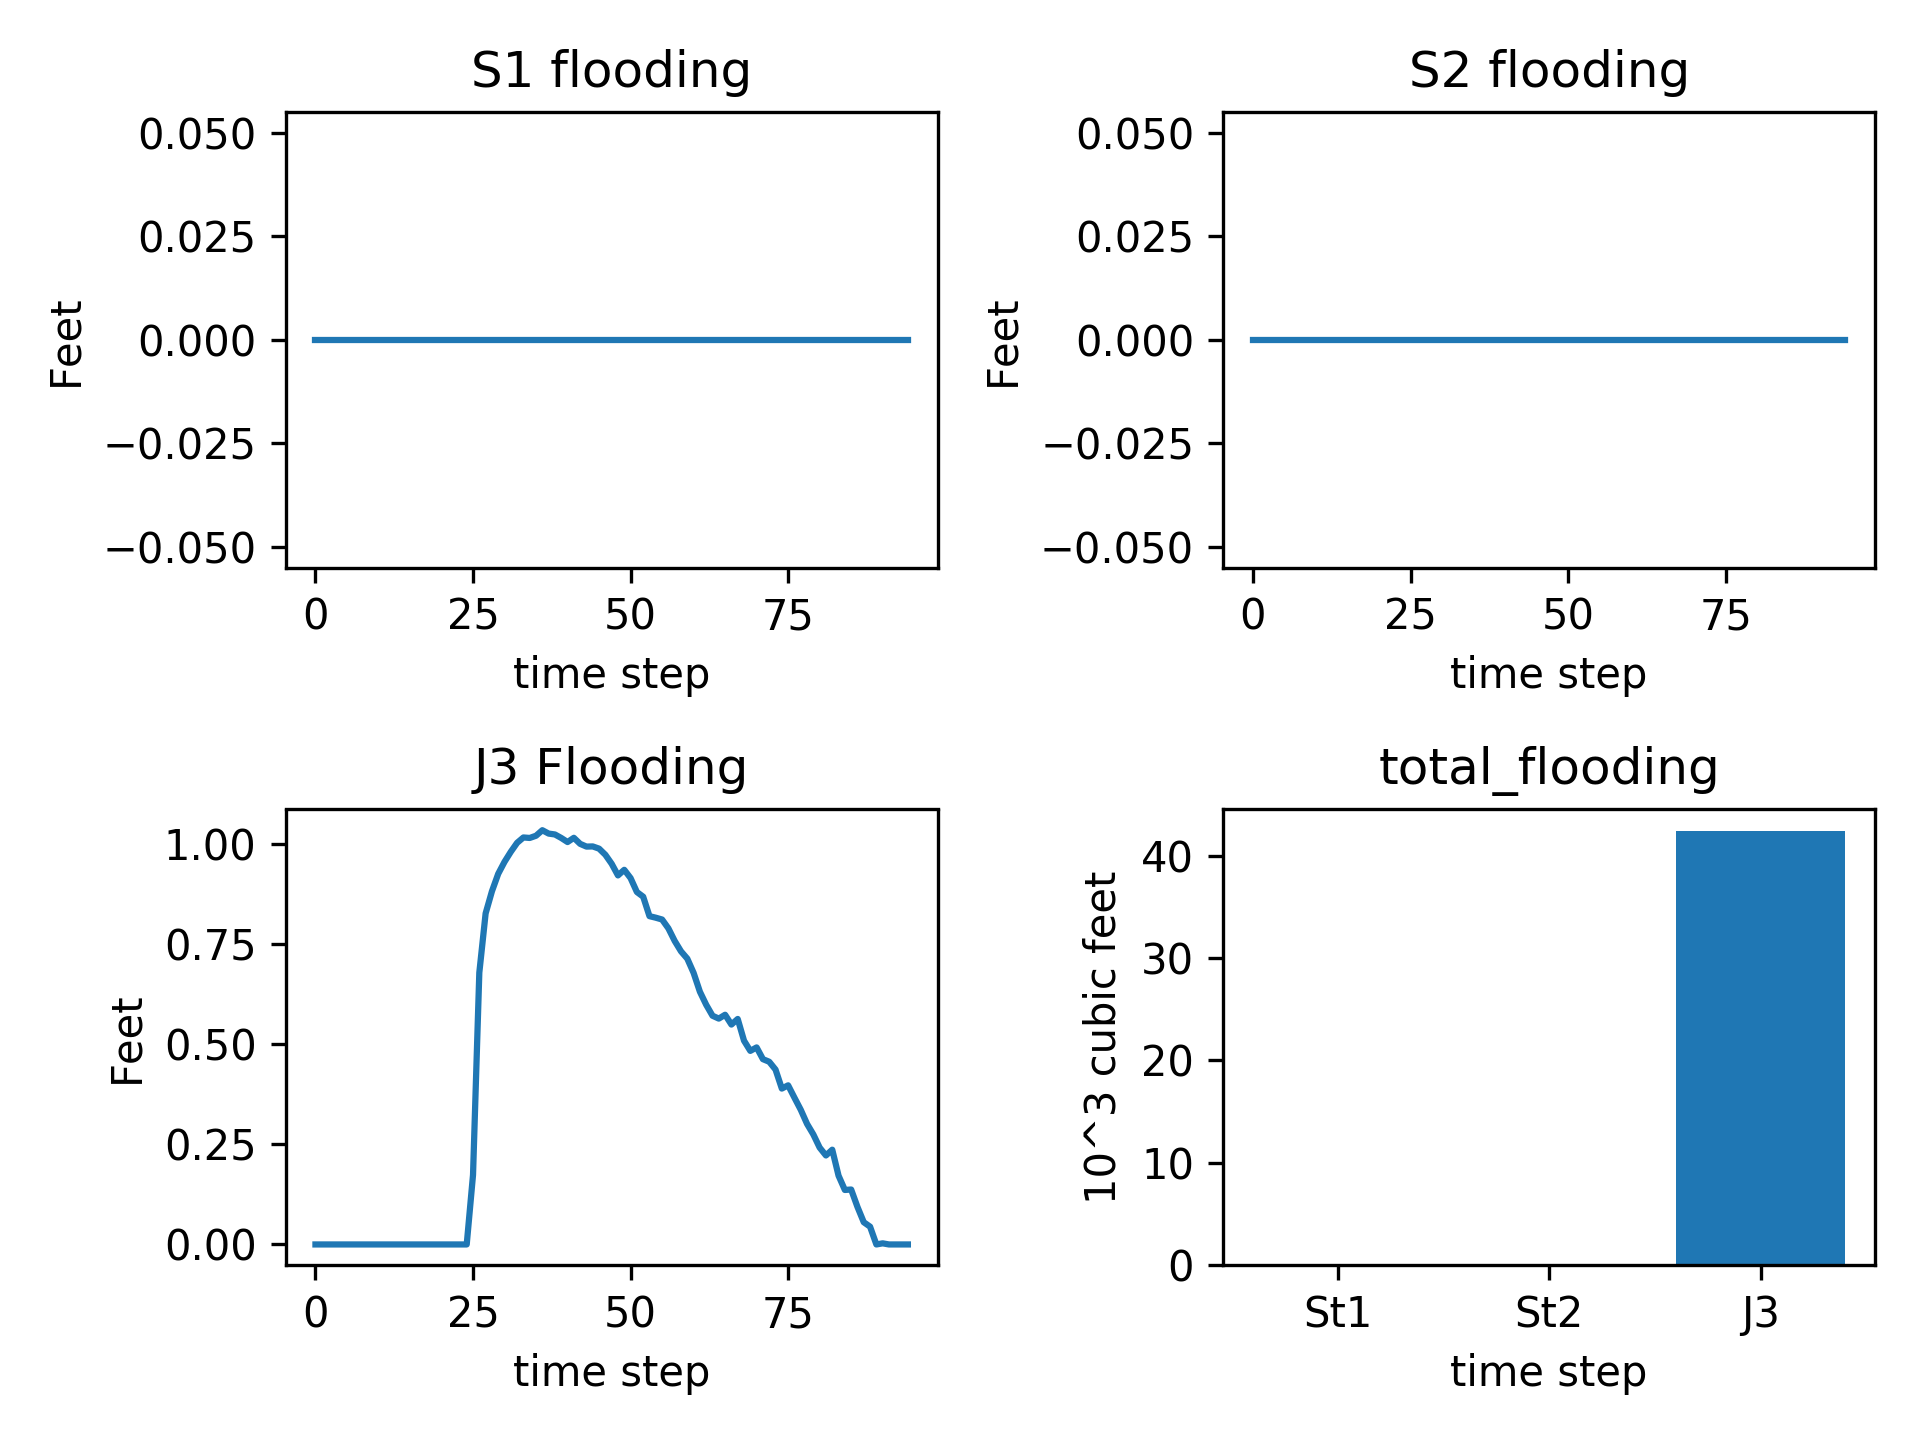 S1 flooding
Feet
0.050
0.025
0.000
−0.025
−0.050
0 25 50 75
time step
S2 flooding
Feet
0.050
0.025
0.000
−0.025
−0.050
0 25 50 75
time step
J3 Flooding
Feet
1.00
0.75
0.50
0.25
0.00
0 25 50 75
time step
total_flooding
10^3 cubic feet
40
30
20
10
0
St1 St2 J3
time step